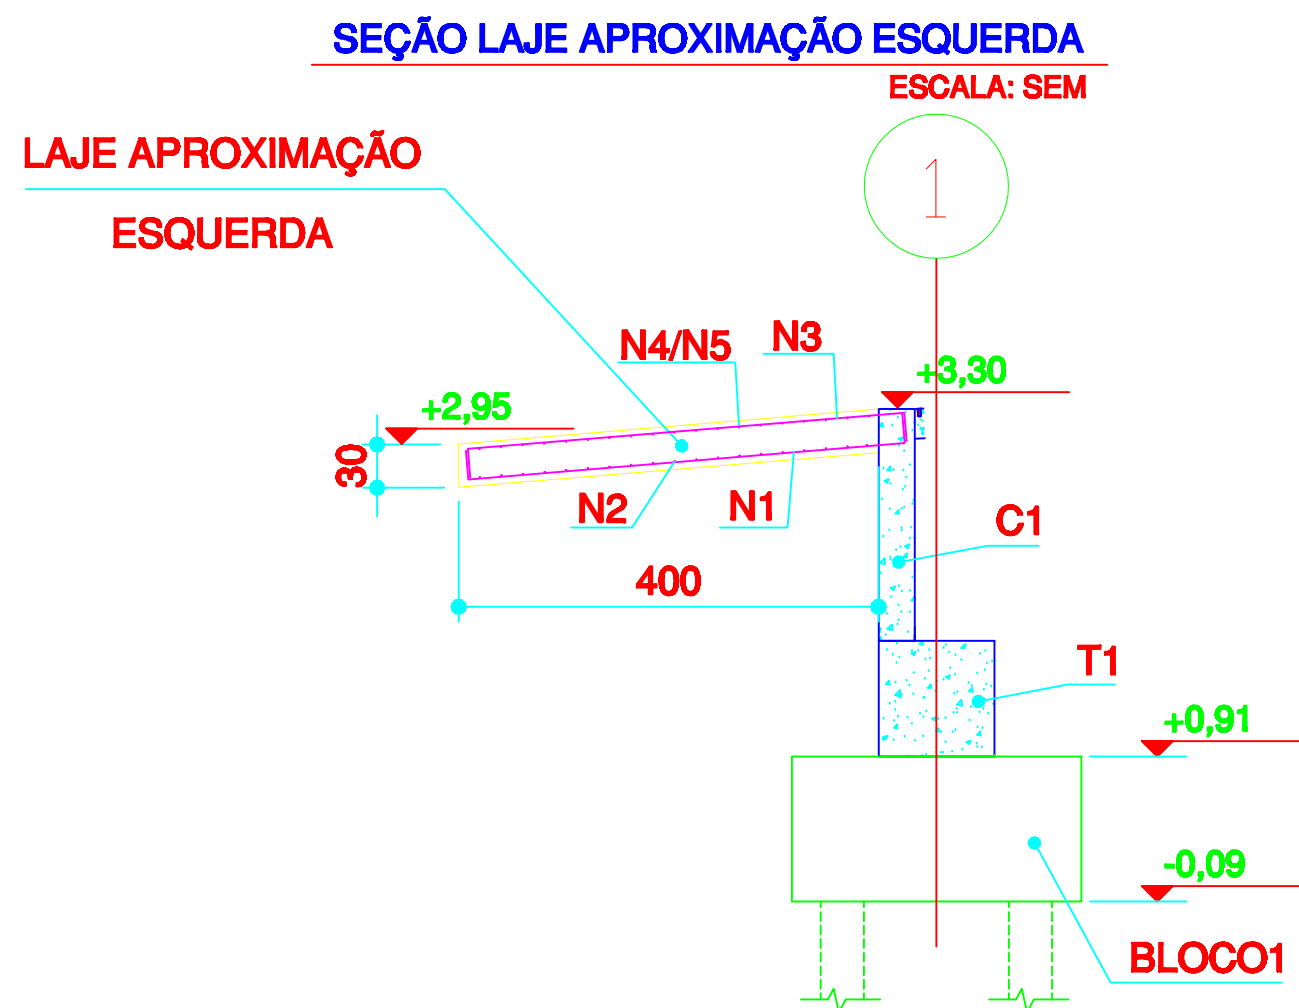 SEÇÃO LAJE APROXIMAÇÃO ESQUERDA
ESCALA: SEM
LAJE APROXIMAÇÃO
ESQUERDA
1
N4/N5
N3
+3,30
+2,95
30
N2
N1
C1
400
T1
+0,91
-0,09
BLOCO1